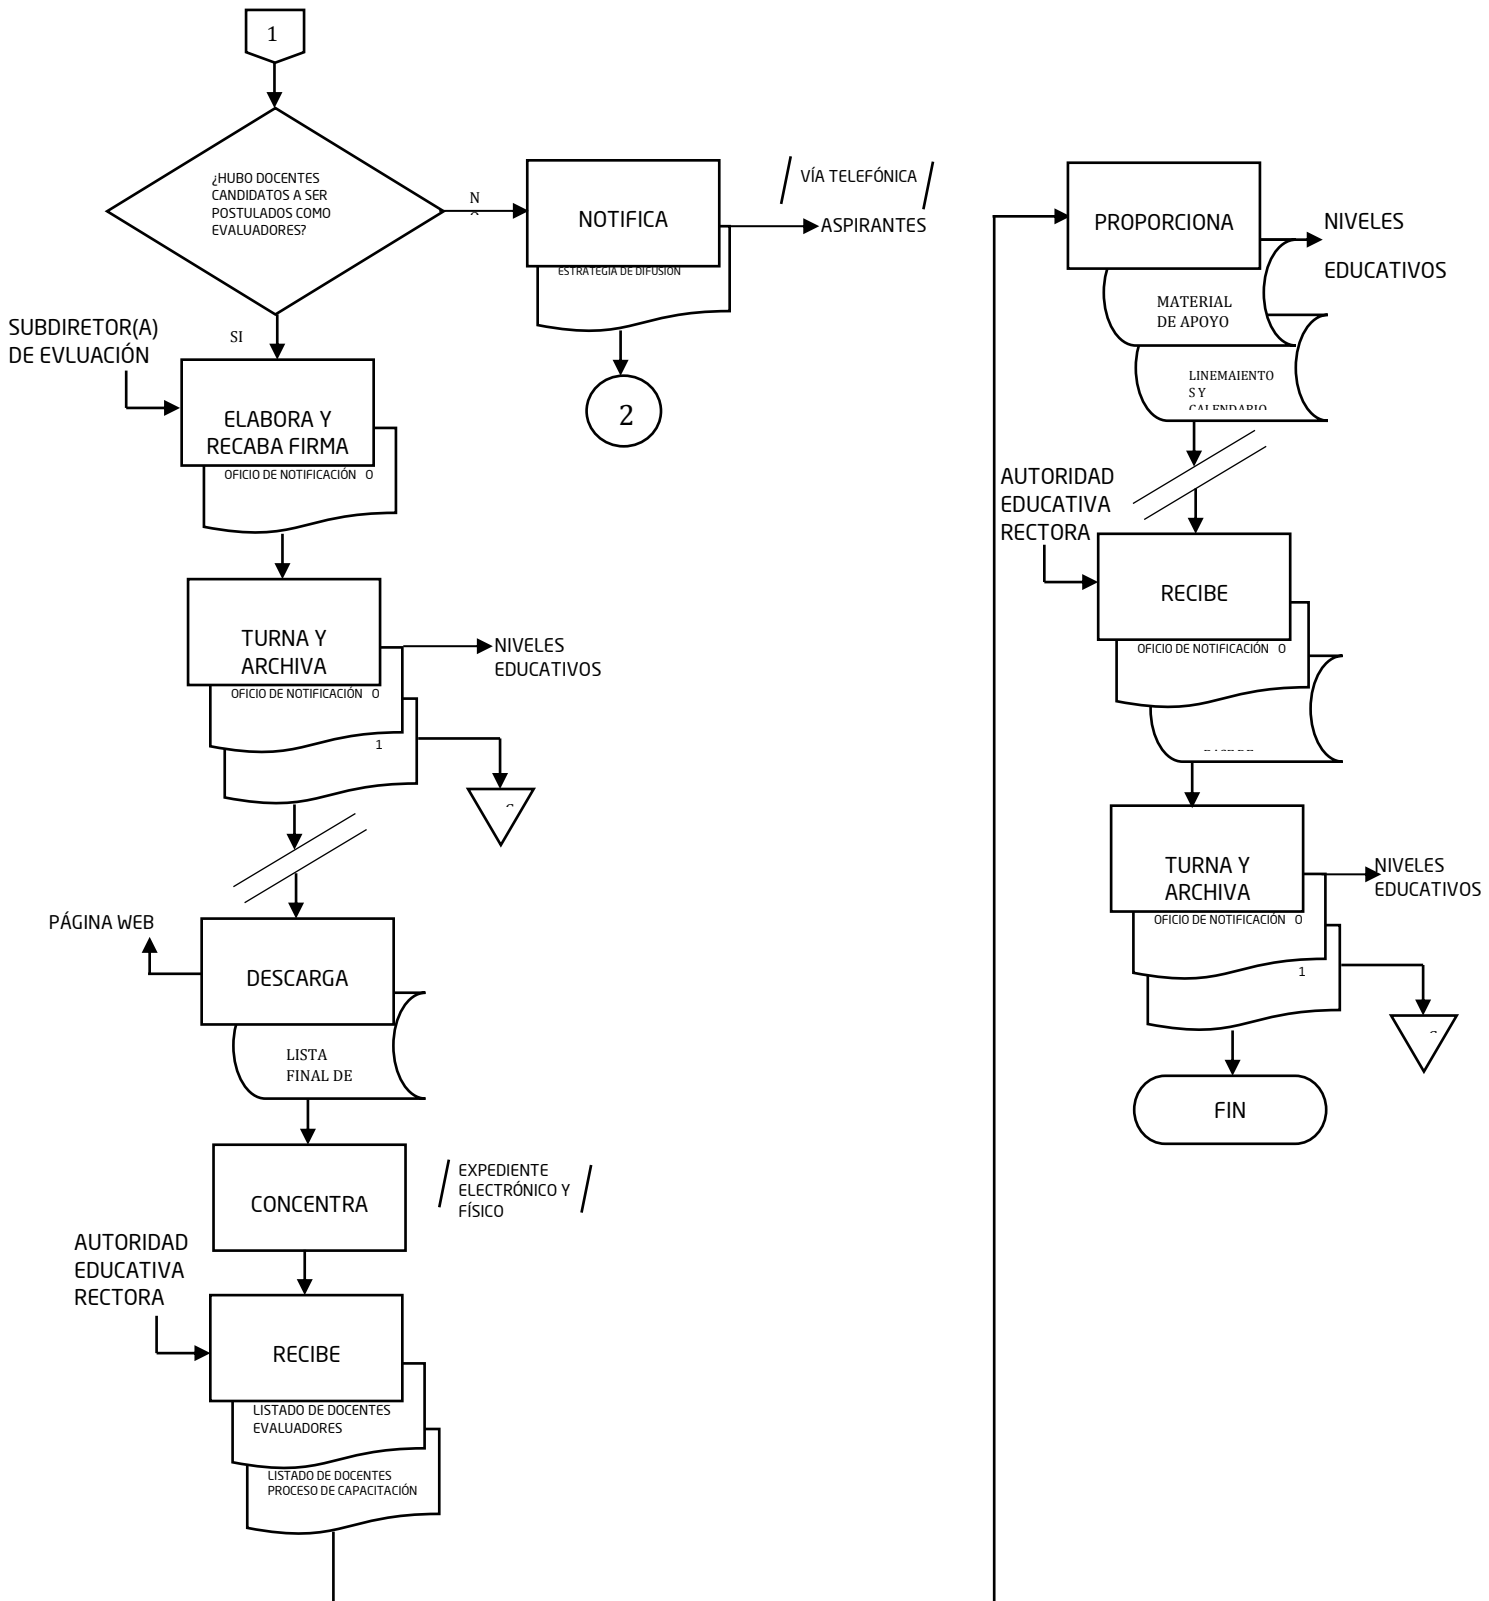 1
¿HUBO DOCENTES
CANDIDATOS A SER
POSTULADOS COMO
EVALUADORES?
N
SI
NOTIFICA
ESTRATEGIA DE DIFUSIÓN
VÍA TELEFÓNICA
ASPIRANTES
2
SUBDIRETOR(A)
DE EVLUACIÓN
ELABORA Y
RECABA FIRMA
OFICIO DE NOTIFICACIÓN O
TURNA Y
ARCHIVA
OFICIO DE NOTIFICACIÓN O
1
NIVELES
EDUCATIVOS
PÁGINA WEB
DESCARGA
LISTA
FINAL DE
CONCENTRA
EXPEDIENTE
ELECTRÓNICO Y
FÍSICO
AUTORIDAD
EDUCATIVA
RECTORA
RECIBE
LISTADO DE DOCENTES
EVALUADORES
LISTADO DE DOCENTES
PROCESO DE CAPACITACIÓN
PROPORCIONA
NIVELES
EDUCATIVOS
MATERIAL
DE APOYO
LINEMAIENTO
S Y
CALENDARIO
AUTORIDAD
EDUCATIVA
RECTORA
RECIBE
OFICIO DE NOTIFICACIÓN O
TURNA Y
ARCHIVA
OFICIO DE NOTIFICACIÓN O
1
NIVELES
EDUCATIVOS
FIN